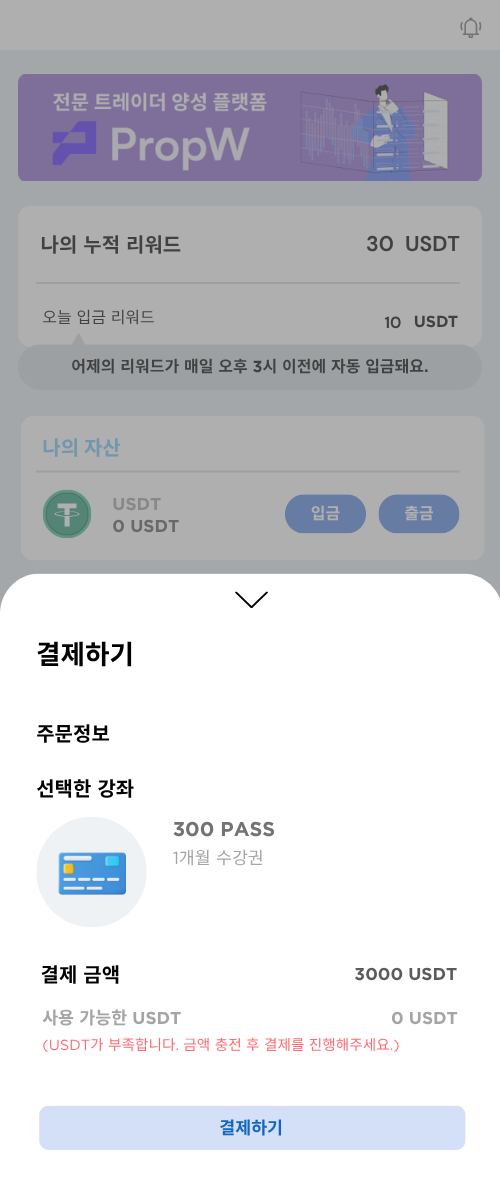 전문 트레이더 양성 플랫폼
PropW
나의 누적 리워드 30 USDT
오늘 입금 리워드 10 USDT
어제의 리워드가 매일 오후 3시 이전에 자동 입금돼요.
나의 자산
USDT
0 USDT
입금 출금
결제하기
주문정보
선택한 강좌
300 PASS
1개월 수강권
결제 금액 3000 USDT
사용 가능한 USDT 0 USDT
(USDT가 부족합니다. 금액 충전 후 결제를 진행해주세요.)
결제하기